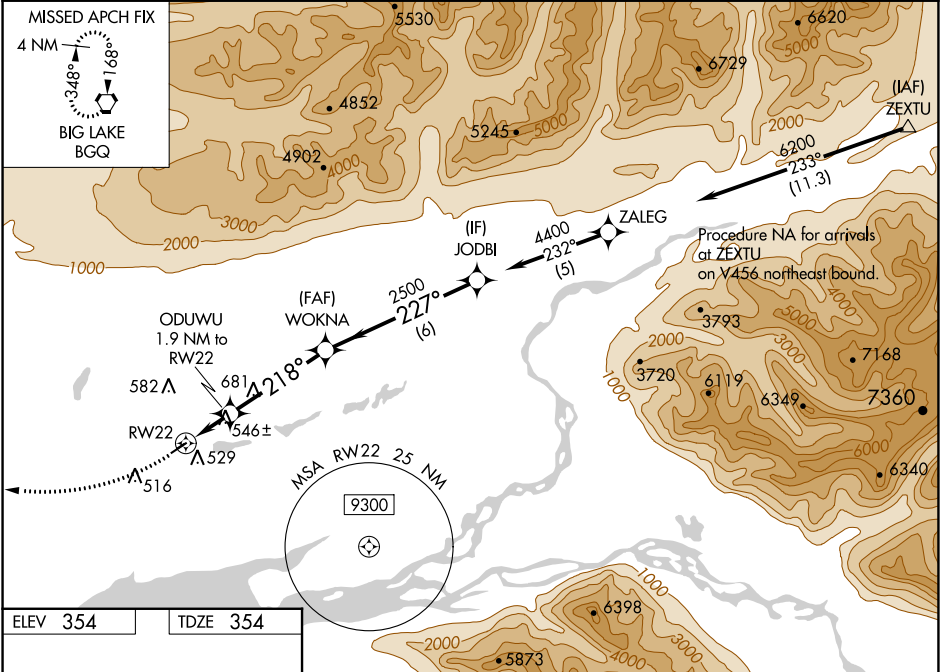 MISSED APCH FIX
4 NM
348°
168°
BIG LAKE
BGQ
5530
4852
4902
4000
3000
2000
1000
5245
5000
6729
6620
5000
2000
(IAF)
ZEXTU
6200
233°
(11.3)
ZALEG
4400
232°
(5)
(IF)
JODBI
2500
227°
(6)
(FAF)
WOKNA
218°
ODUWU
1.9 NM to
RW22
582
681
546±
RW22
529
516
Procedure NA for arrivals
at ZEXTU
on V456 northeast bound.
3793
2000
1000
3720
6119
3000
5000
4000
7168
6349
7360
6000
6340
MSA RW22 25 NM
9300
1000
6398
2000
5873
4000
3000
ELEV 354
TDZE 354